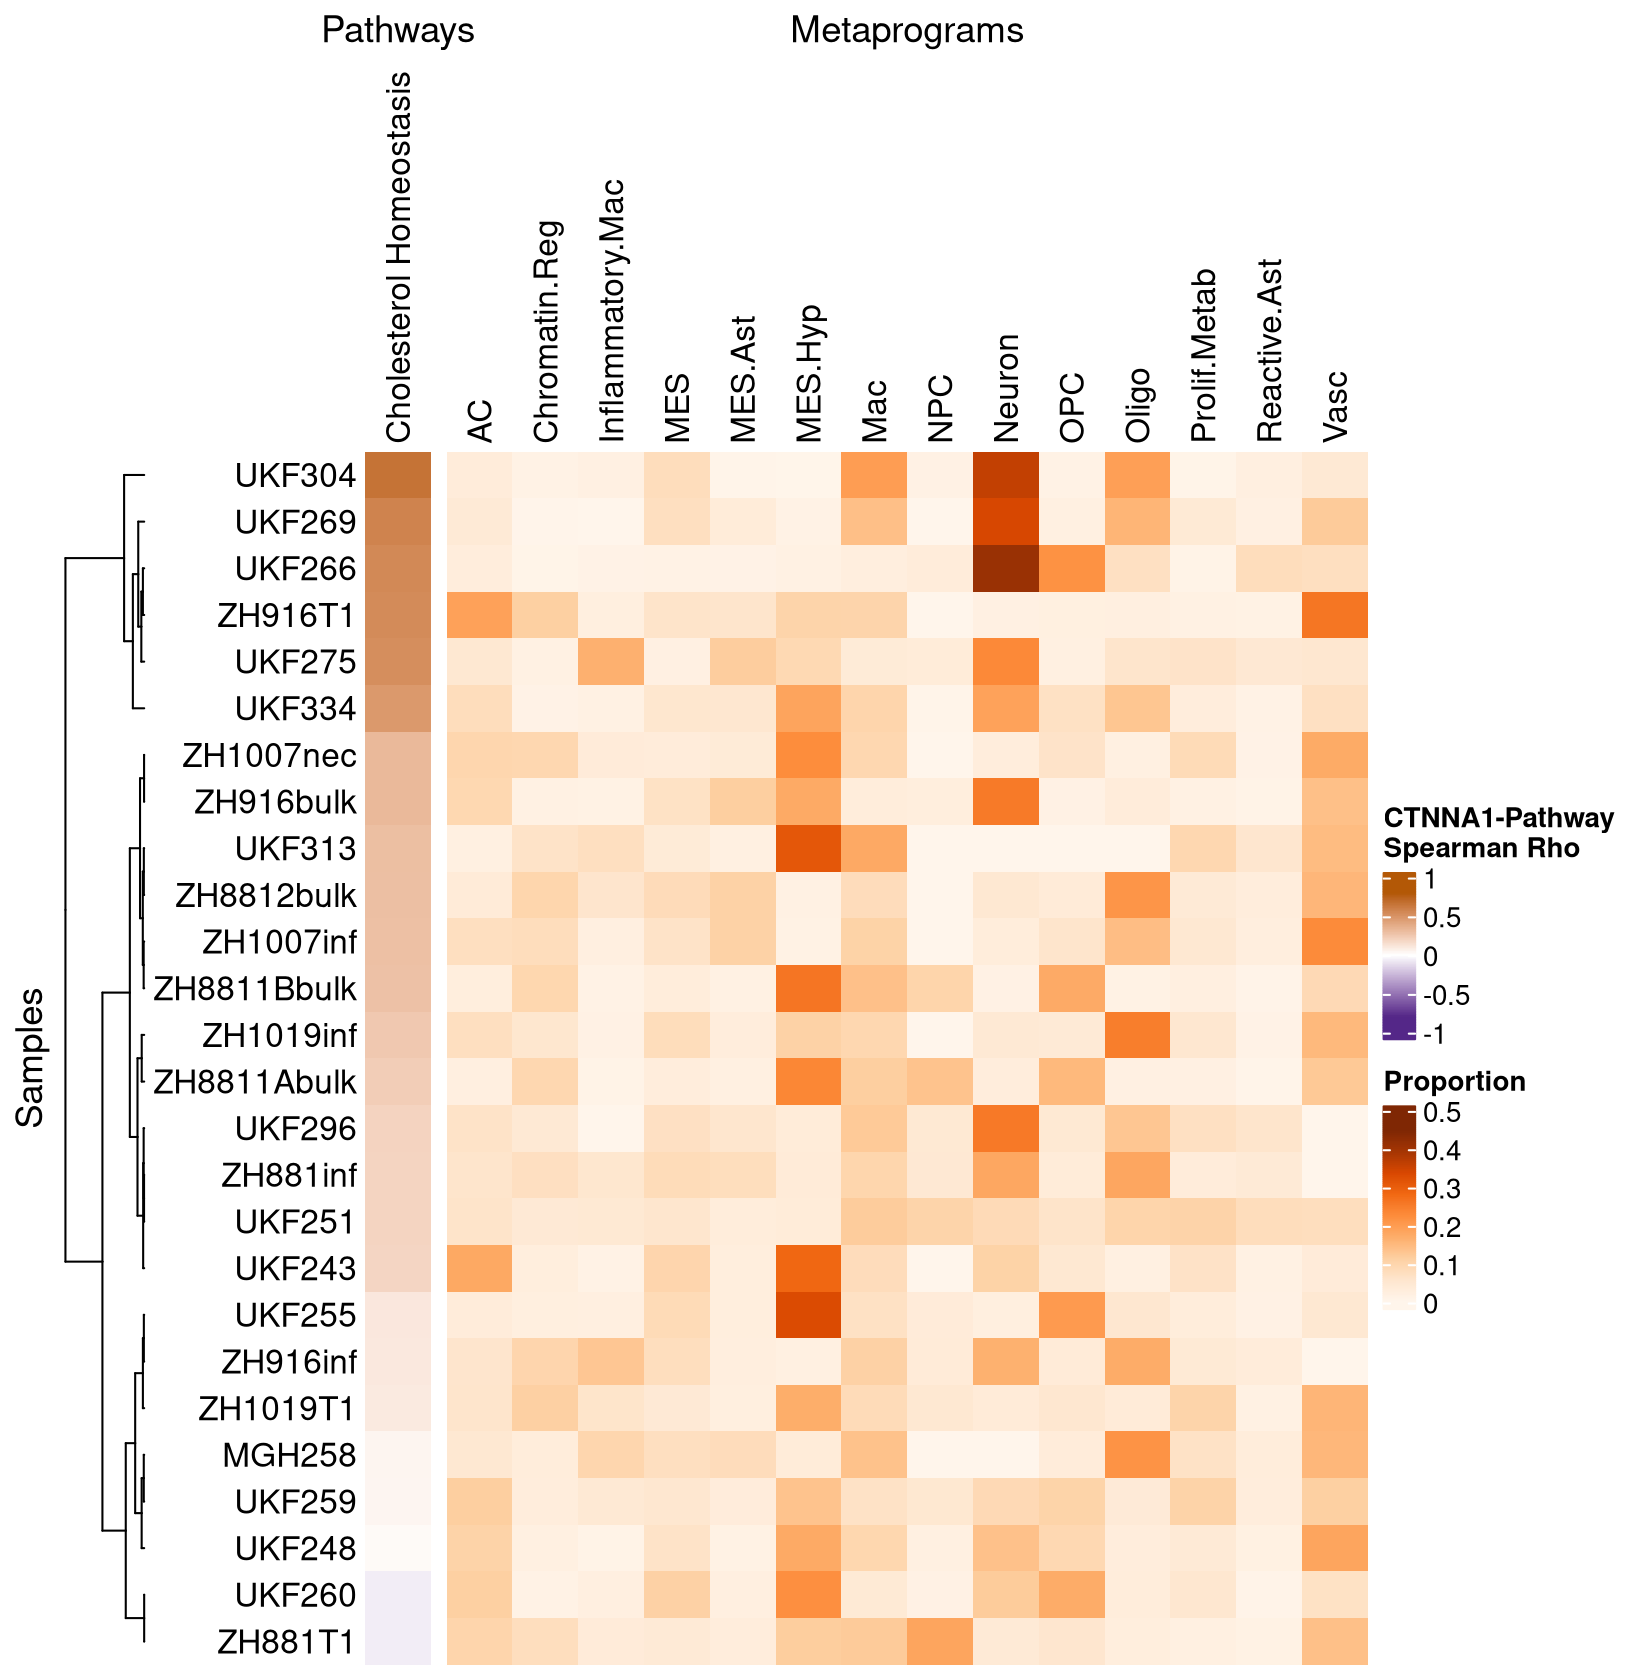 Pathways
Metaprograms
Cholesterol Homeostasis
AC
Chromatin.Reg
Inflammatory.Mac
MES
MES.Ast
MES.Hyp
Mac
NPC
Neuron
OPC
Oligo
Prolif.Metab
Reactive.Ast
Vasc
Samples
UKF304
UKF269
UKF266
ZH916T1
UKF275
UKF334
ZH1007nec
ZH916bulk
UKF313
ZH8812bulk
ZH1007inf
ZH8811Bbulk
ZH1019inf
ZH8811Abulk
UKF296
ZH881inf
UKF251
UKF243
UKF255
ZH916inf
ZH1019T1
MGH258
UKF259
UKF248
UKF260
ZH881T1
CTNNA1-Pathway
Spearman Rho
1
0.5
0
-0.5
-1
Proportion
0.5
0.4
0.3
0.2
0.1
0